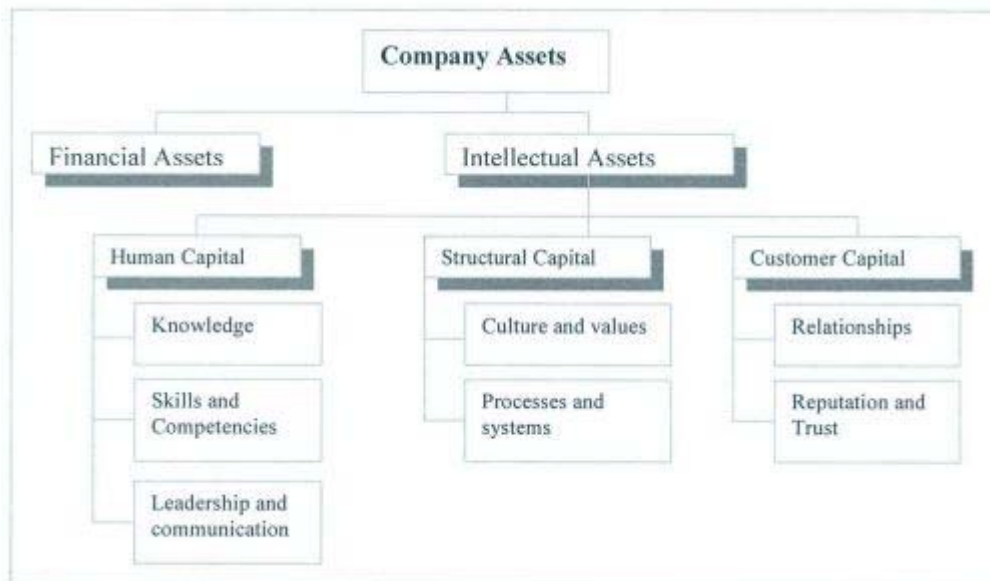 Company Assets
Financial Assets
Intellectual Assets
Human Capital
Structural Capital
Customer Capital
Knowledge
Culture and values
Relationships
Skills and
Competencies
Processes and
systems
Reputation and
Trust
Leadership and
communication